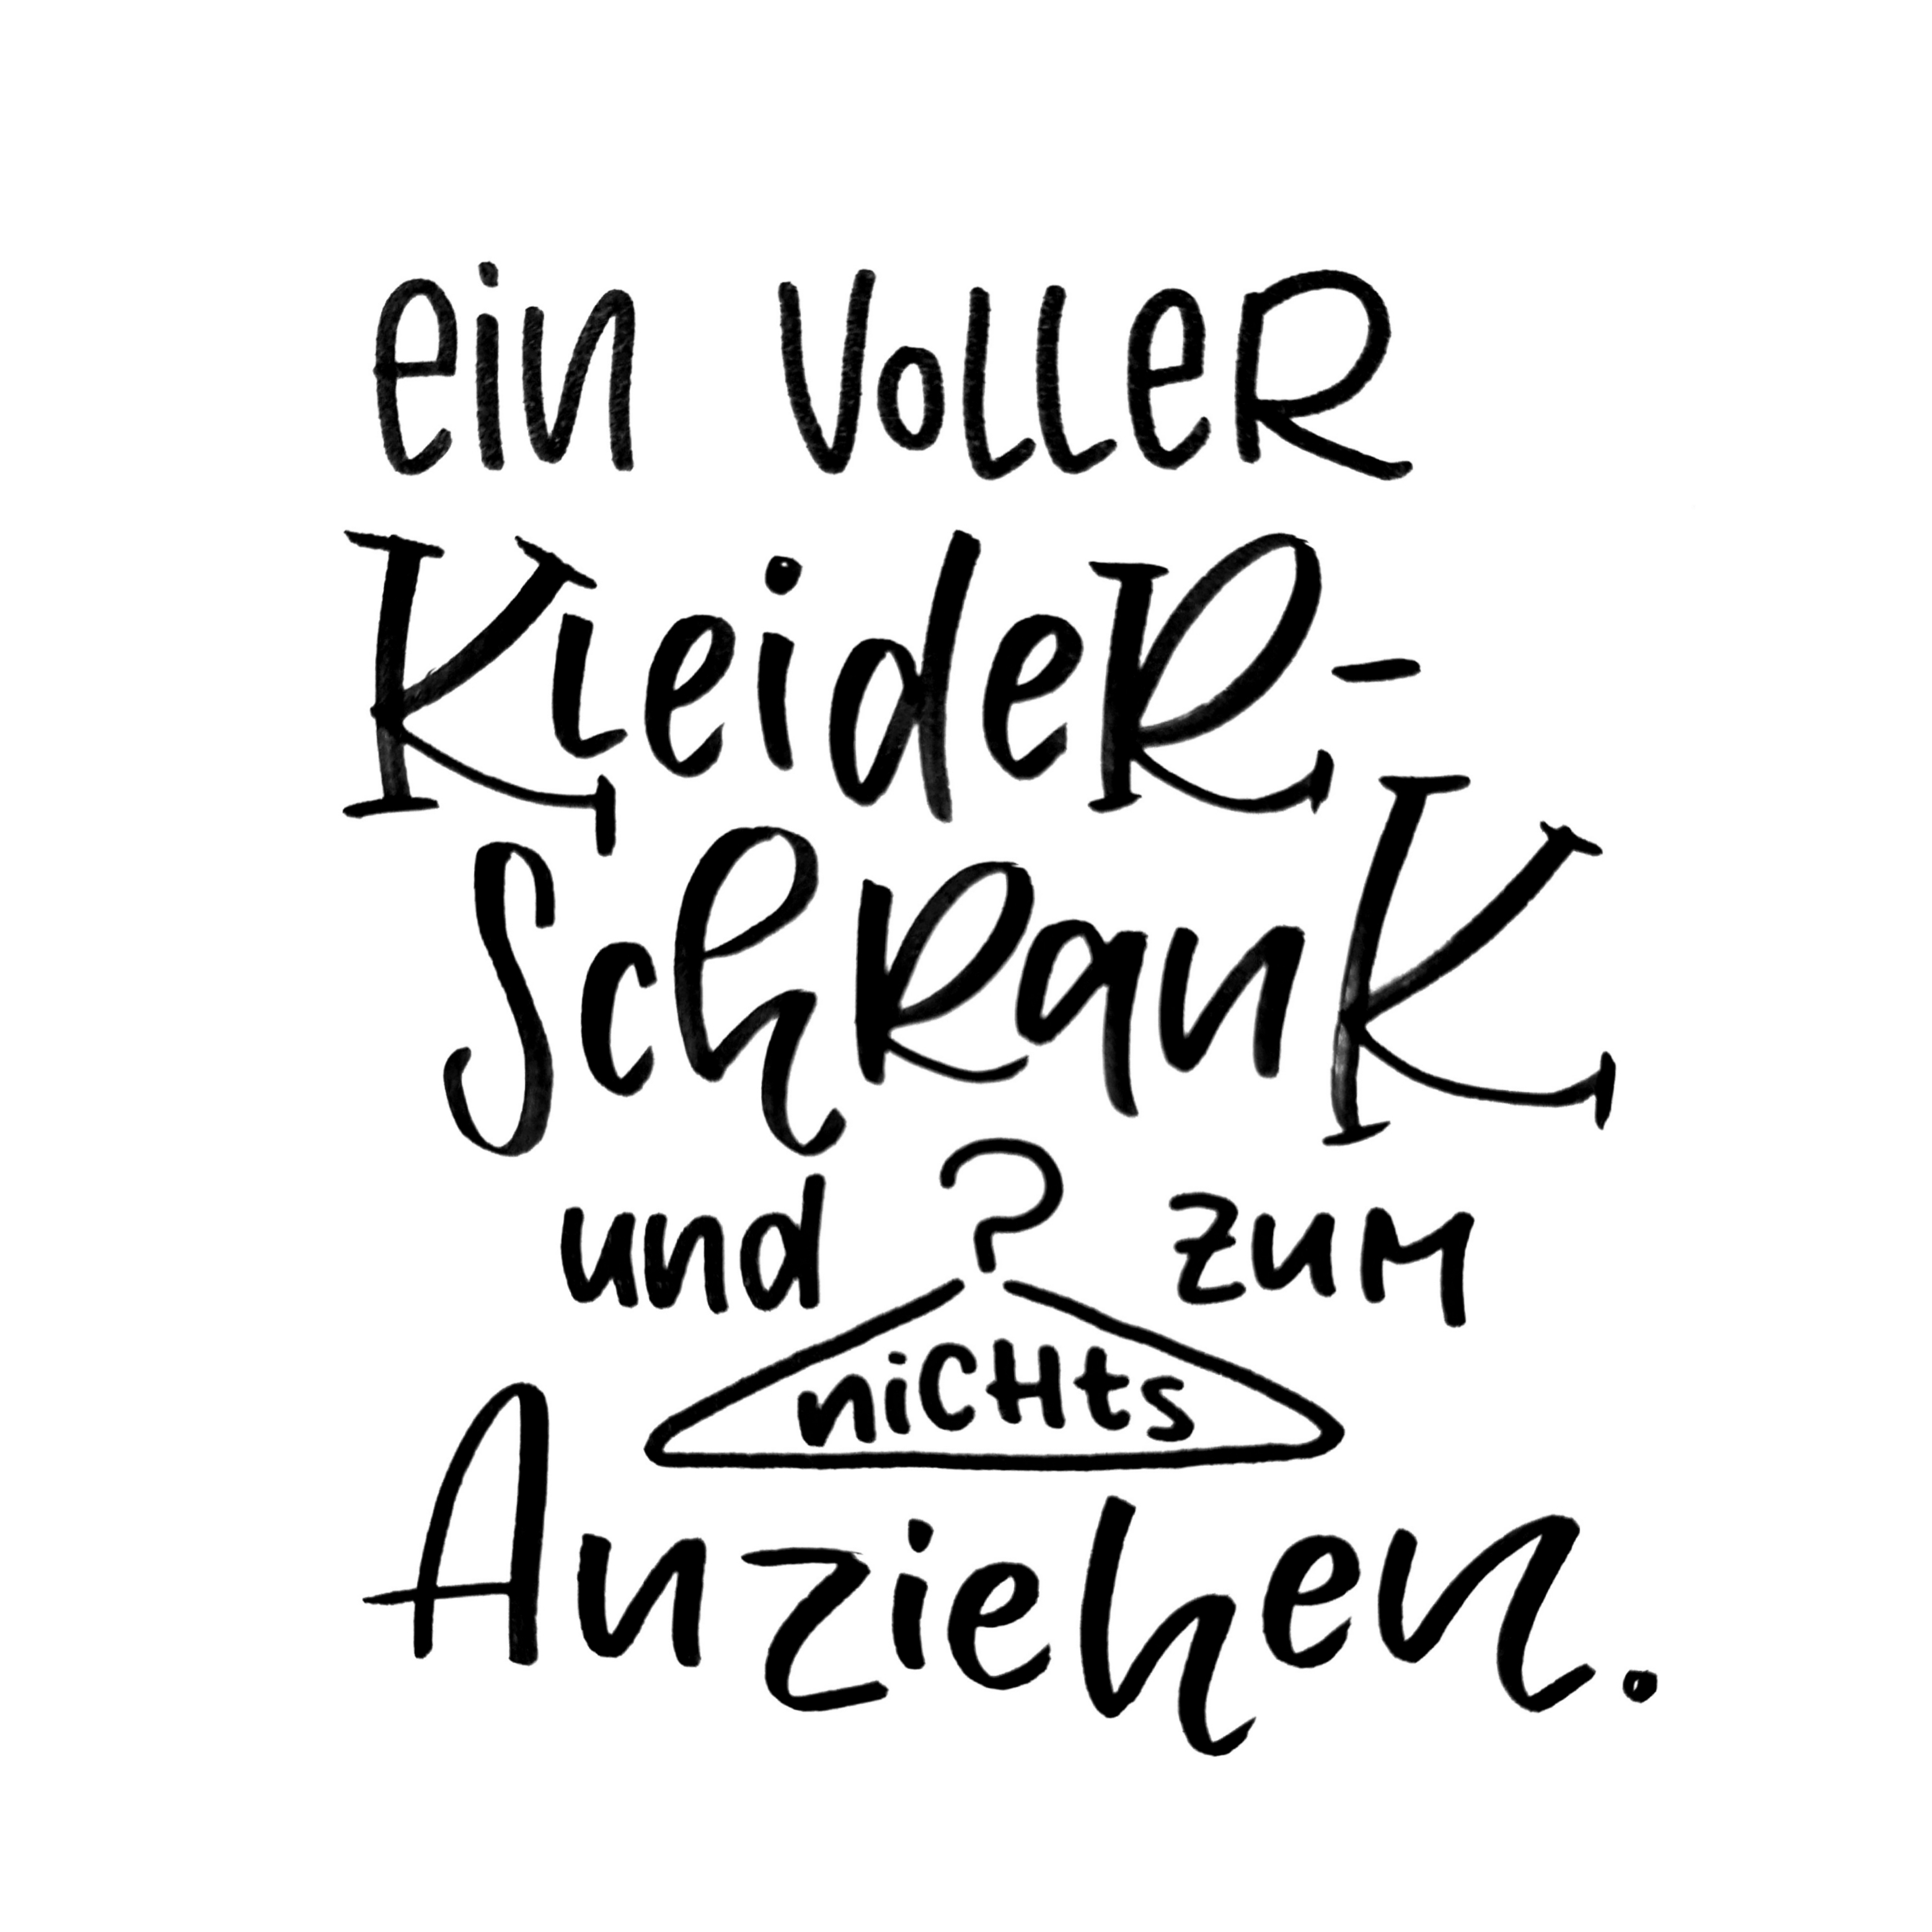 ein voller
Kleider-
Schrank
und nichts zum
Anziehen.